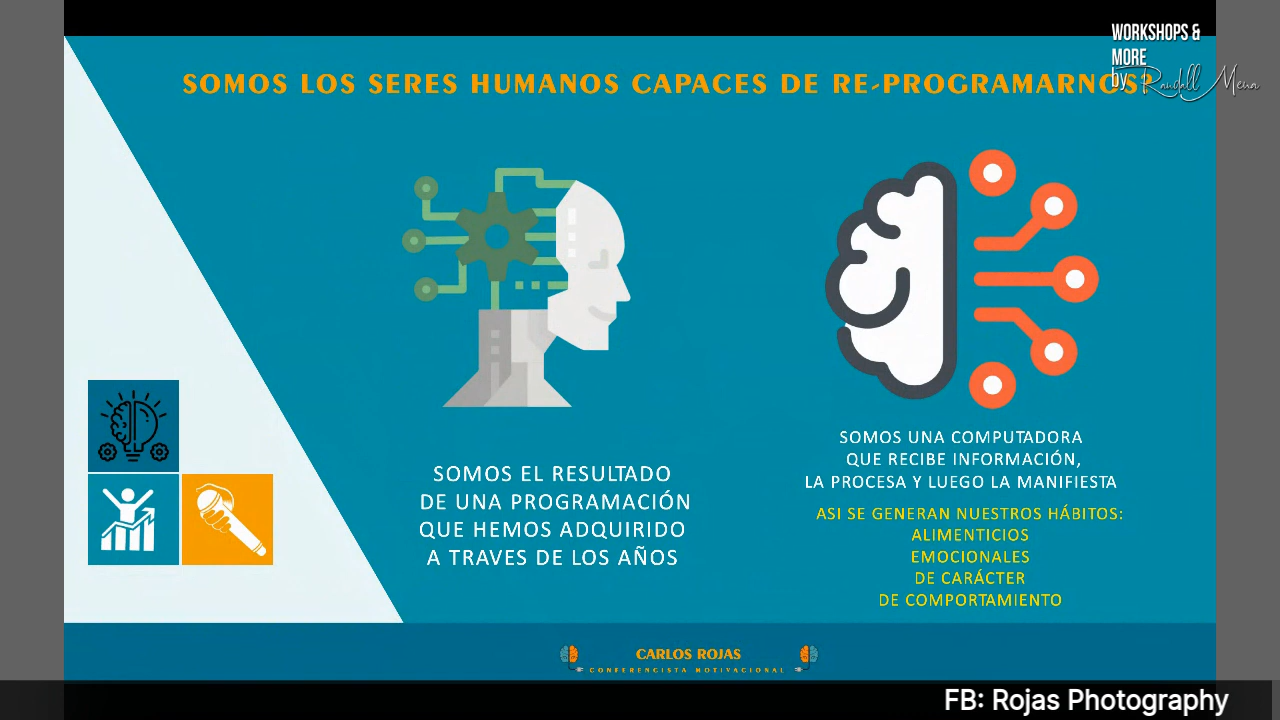 WORKSHOPS &
MORE
by Randall Mena
SOMOS LOS SERES HUMANOS CAPACES DE RE-PROGRAMARNOS?
SOMOS EL RESULTADO
DE UNA PROGRAMACIÓN
QUE HEMOS ADQUIRIDO
A TRAVES DE LOS AÑOS
SOMOS UNA COMPUTADORA
QUE RECIBE INFORMACIÓN,
LA PROCESA Y LUEGO LA MANIFIESTA
ASI SE GENERAN NUESTROS HÁBITOS:
ALIMENTICIOS
EMOCIONALES
DE CARÁCTER
DE COMPORTAMIENTO
CARLOS ROJAS
CONFERENCISTA MOTIVACIONAL
FB: Rojas Photography